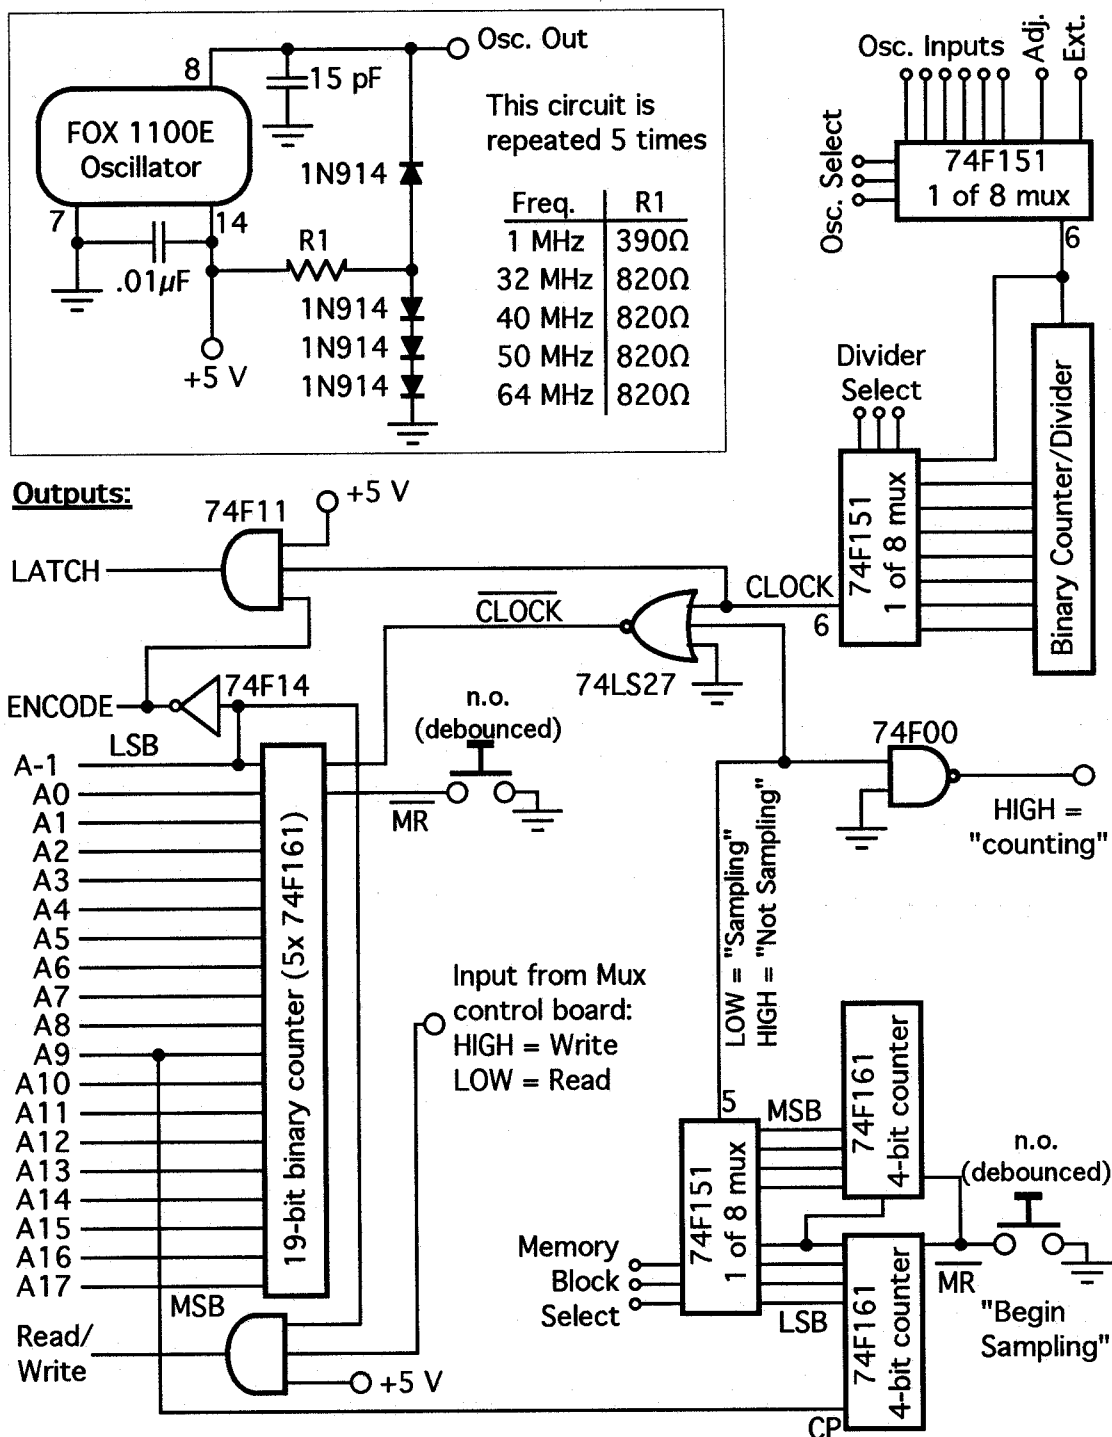 8
Osc. Out
15 pF
FOX 1100E
Oscillator
7
14
.01µF
+5 V
R1
1N914
1N914
1N914
1N914
This circuit is
repeated 5 times
Freq. R1
1 MHz 390Ω
32 MHz 820Ω
40 MHz 820Ω
50 MHz 820Ω
64 MHz 820Ω
Osc. Inputs
Adj.
Ext.
Osc. Select
74F151
1 of 8 mux
6
Divider
Select
74F151
1 of 8 mux
Binary Counter/Divider
Outputs:
74F11
+5 V
LATCH
CLOCK
6
CLOCK
74LS27
ENCODE
74F14
LSB
n.o.
(debounced)
MR
74F00
HIGH =
"counting"
A-1
A0
A1
A2
A3
A4
A5
A6
A7
A8
A9
A10
A11
A12
A13
A14
A15
A16
A17
19-bit binary counter (5x 74F161)
MSB
LOW = "Sampling"
HIGH = "Not Sampling"
Input from Mux
control board:
HIGH = Write
LOW = Read
5
MSB
74F161
4-bit counter
74F151
1 of 8 mux
n.o.
(debounced)
Memory
Block
Select
LSB
74F161
4-bit counter
MR
"Begin
Sampling"
Read/
Write
+5 V
CP